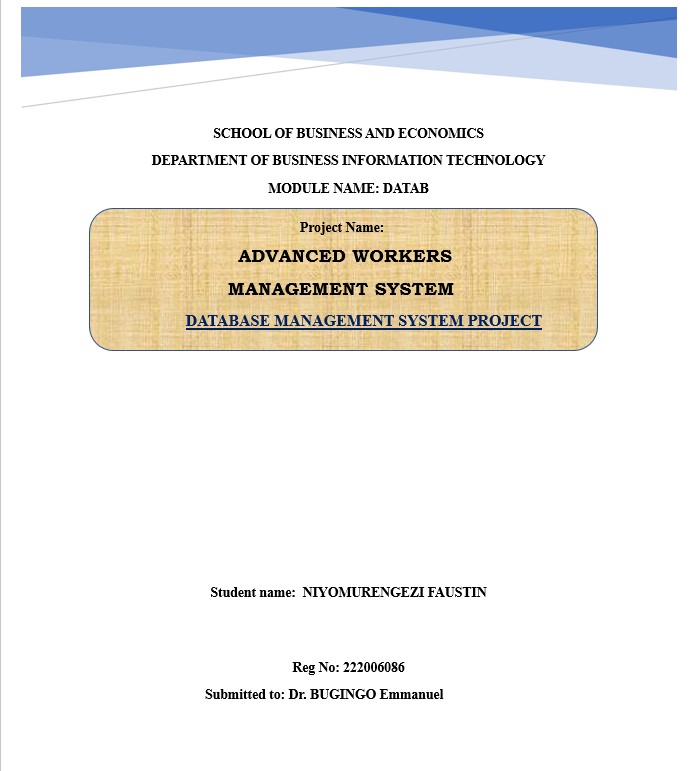 SCHOOL OF BUSINESS AND ECONOMICS
DEPARTMENT OF BUSINESS INFORMATION TECHNOLOGY
MODULE NAME: DATAB
Project Name:
ADVANCED WORKERS
MANAGEMENT SYSTEM
DATABASE MANAGEMENT SYSTEM PROJECT
Student name: NIYOMURENGEZI FAUSTIN
Reg No: 222006086
Submitted to: Dr. BUGINGO Emmanuel